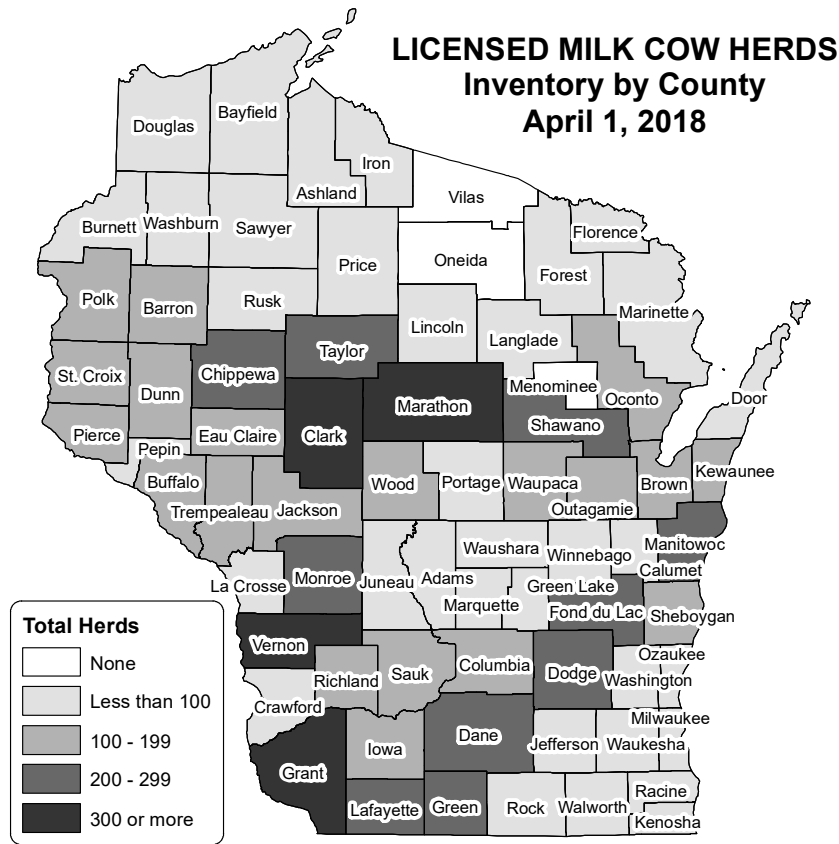 LICENSED MILK COW HERDS
Inventory by County
April 1, 2018
Douglas
Bayfield
Iron
Ashland
Vilas
Burnett
Washburn
Sawyer
Florence
Price
Oneida
Forest
Polk
Barron
Rusk
Marinette
Lincoln
Langlade
Taylor
St. Croix
Chippewa
Menominee
Dunn
Oconto
Door
Marathon
Pierce
Eau Claire
Clark
Shawano
Pepin
Kewaunee
Buffalo
Wood
Portage
Waupaca
Brown
Trempealeau
Jackson
Outagamie
Manitowoc
Waushara
Winnebago
Calumet
La Crosse
Monroe
Juneau
Adams
Green Lake
Marquette
Fond du Lac
Sheboygan
Vernon
Ozaukee
Richland
Sauk
Columbia
Dodge
Washington
Crawford
Milwaukee
Iowa
Dane
Jefferson
Waukesha
Grant
Racine
Lafayette
Green
Rock
Walworth
Kenosha
Total Herds
None
Less than 100
100 - 199
200 - 299
300 or more